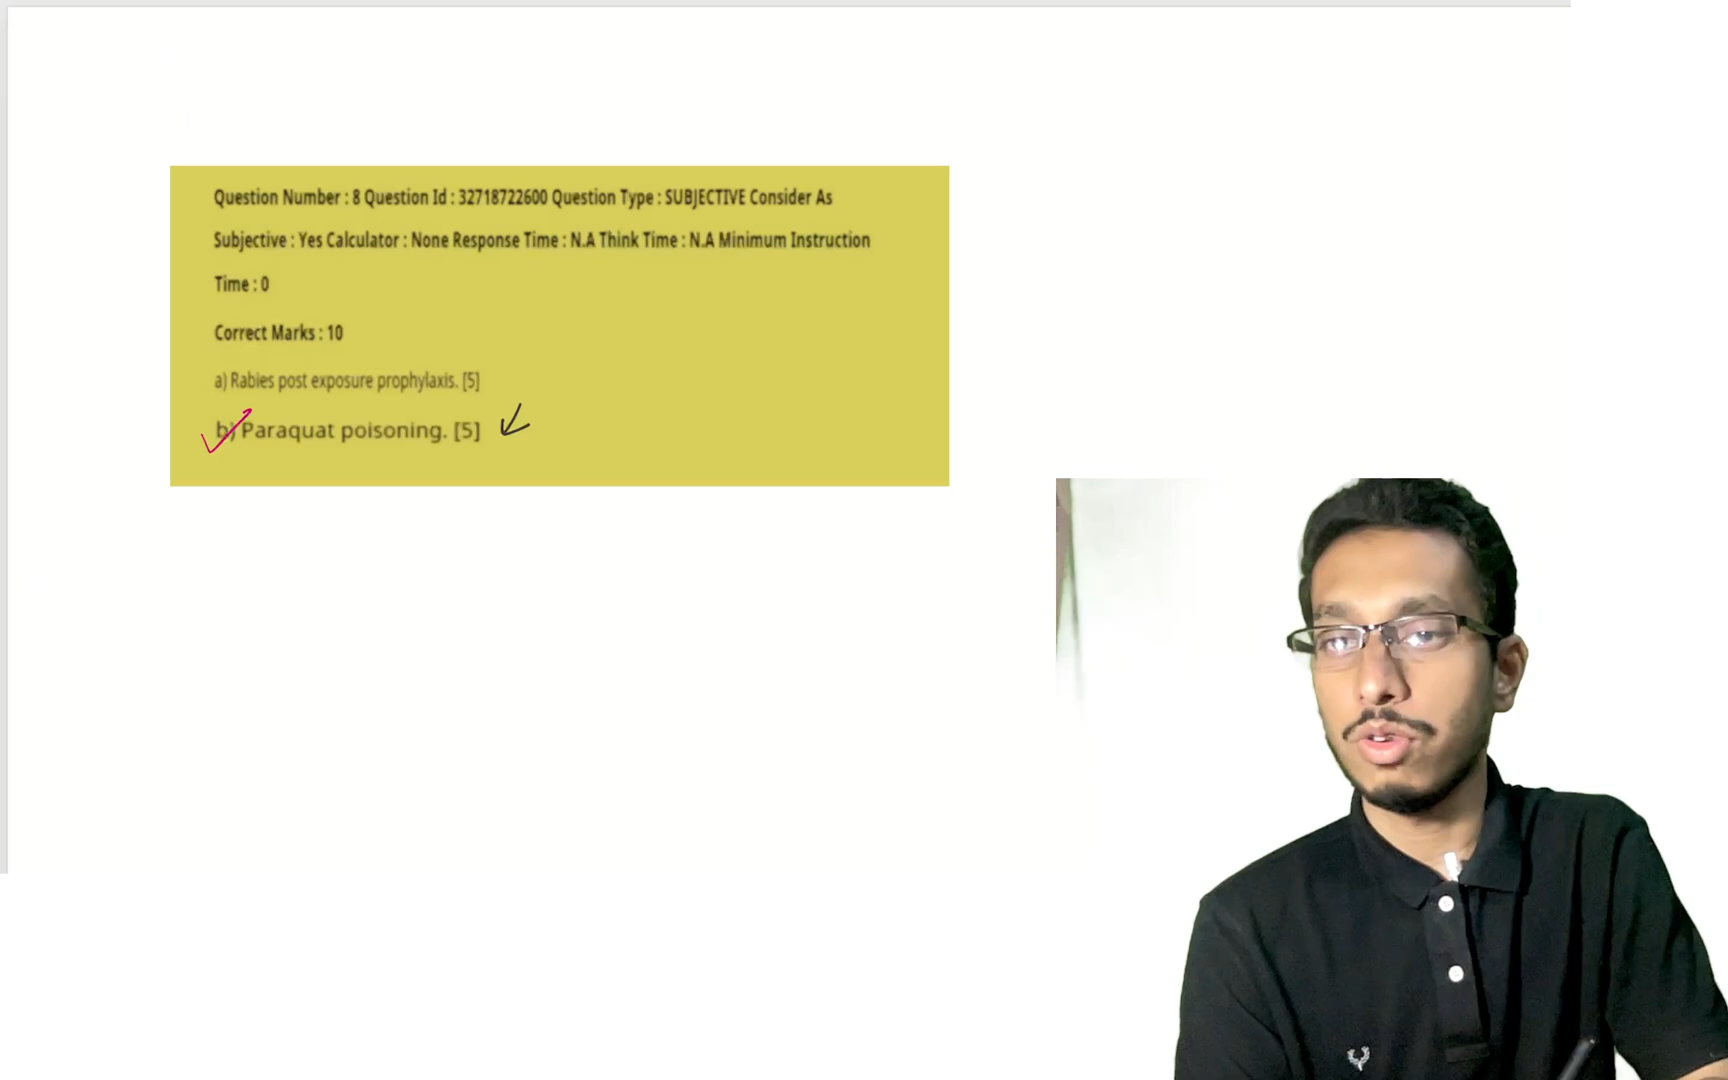 Question Number : 8 Question Id : 32718722600 Question Type : SUBJECTIVE Consider As
Subjective : Yes Calculator : None Response Time : N.A Think Time : N.A Minimum Instruction
Time : 0
Correct Marks : 10
a) Rabies post exposure prophylaxis. [5]
b) Paraquat poisoning. [5]